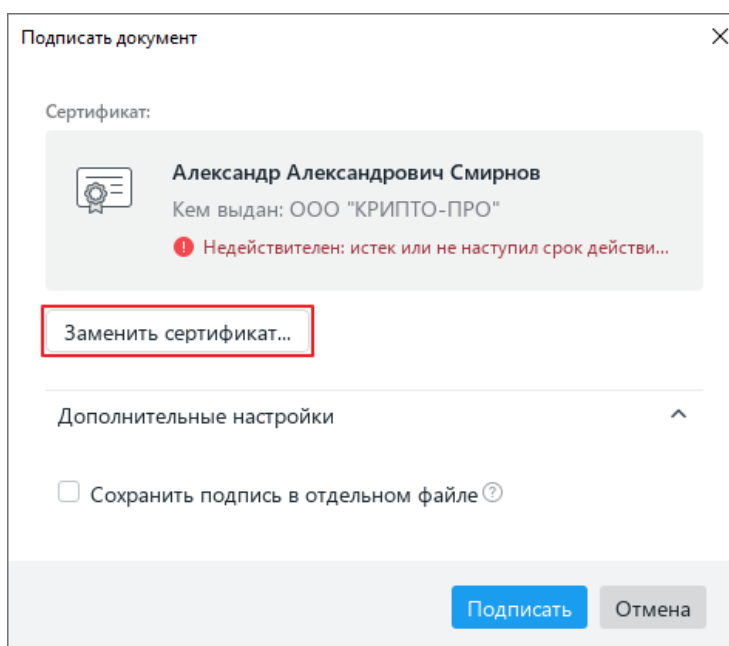 Подписать документ
Сертификат:
Александр Александрович Смирнов
Кем выдан: ООО "КРИПТО-ПРО"
Недействителен: истек или не наступил срок действи...
Заменить сертификат...
Дополнительные настройки
Сохранить подпись в отдельном файле
Подписать Отмена